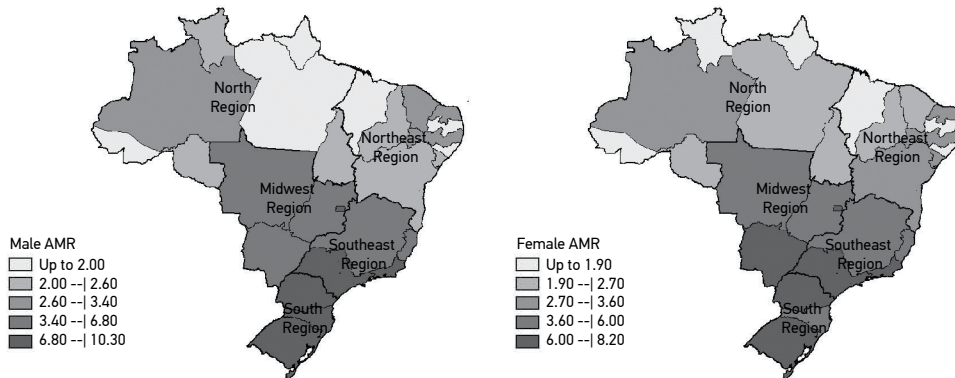 North
Region
Northeast
Region
Midwest
Region
Southeast
Region
South
Region
Male AMR
Up to 2.00
2.00 --| 2.60
2.60 --| 3.40
3.40 --| 6.80
6.80 --| 10.30
North
Region
Northeast
Region
Midwest
Region
Southeast
Region
South
Region
Female AMR
Up to 1.90
1.90 --| 2.70
2.70 --| 3.60
3.60 --| 6.00
6.00 --| 8.20